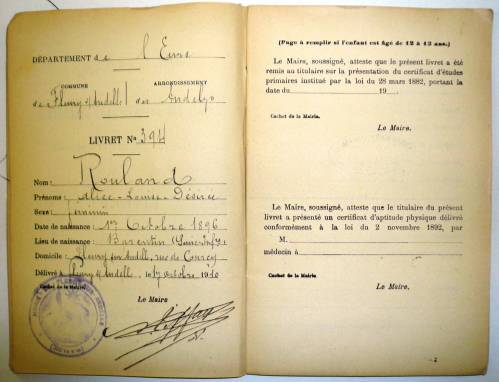 DÉPARTEMENT de l'Eure
COMMUNE ARRONDISSEMENT
de Fleury s/Andelle des Andelys
LIVRET No 394
Nom: Rouland
Prénoms: Alice-Louise-Désirée
Sexe: féminin
Date de naissance: 1er Octobre 1896
Lieu de naissance: Barentin (Seine-Infre)
Domicile: Fleury sur Andelle, rue de
Délivré à Fleury s/Andelle, le 17 octobre 1910
Cachet de la Mairie. Le Maire
(Page à remplir si l'enfant est âgé de 12 à 13 ans.)
Le Maire, soussigné, atteste que le présent livret a été
remis au titulaire sur la présentation du certificat d'études
primaires institué par la loi du 28 mars 1882, portant la
date du 19
Cachet de la Mairie.
Le Maire.
Le Maire, soussigné, atteste que le titulaire du présent
livret a présenté un certificat d'aptitude physique délivré
conformément à la loi du 2 novembre 1892, par
M.
médecin à
Cachet de la Mairie.
Le Maire.